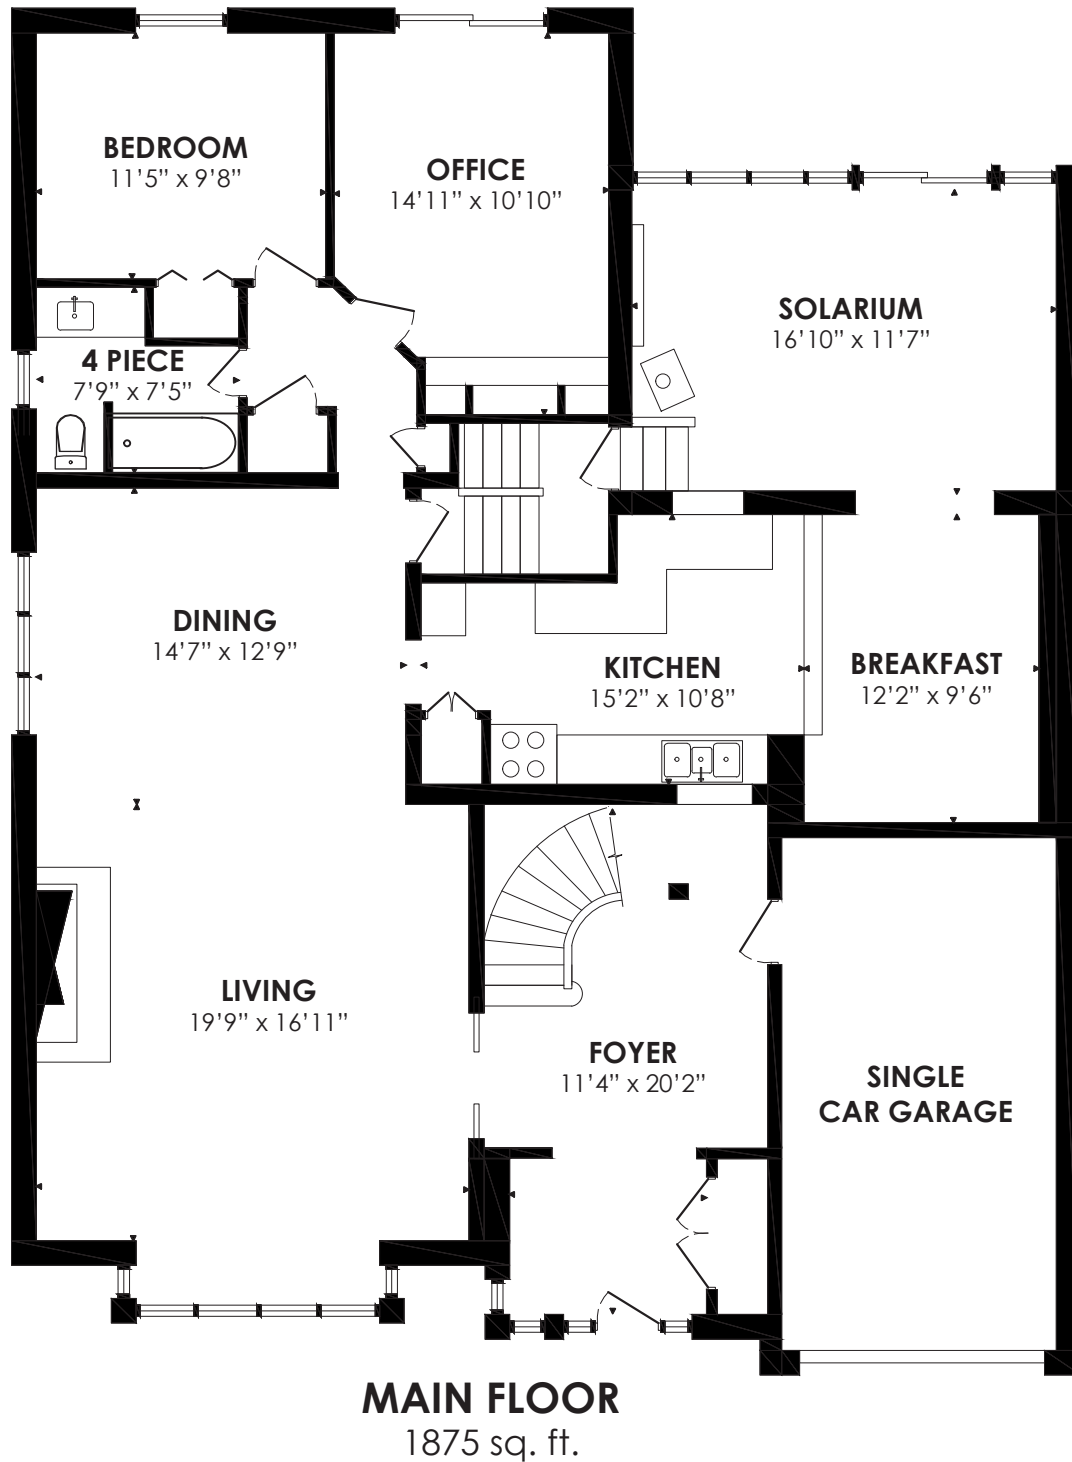 BEDROOM
11'5" x 9'8"
OFFICE
14'11" x 10'10"
SOLARIUM
16'10" x 11'7"
4 PIECE
7'9" x 7'5"
DINING
14'7" x 12'9"
KITCHEN
15'2" x 10'8"
BREAKFAST
12'2" x 9'6"
LIVING
19'9" x 16'11"
FOYER
11'4" x 20'2"
SINGLE
CAR GARAGE
MAIN FLOOR
1875 sq. ft.